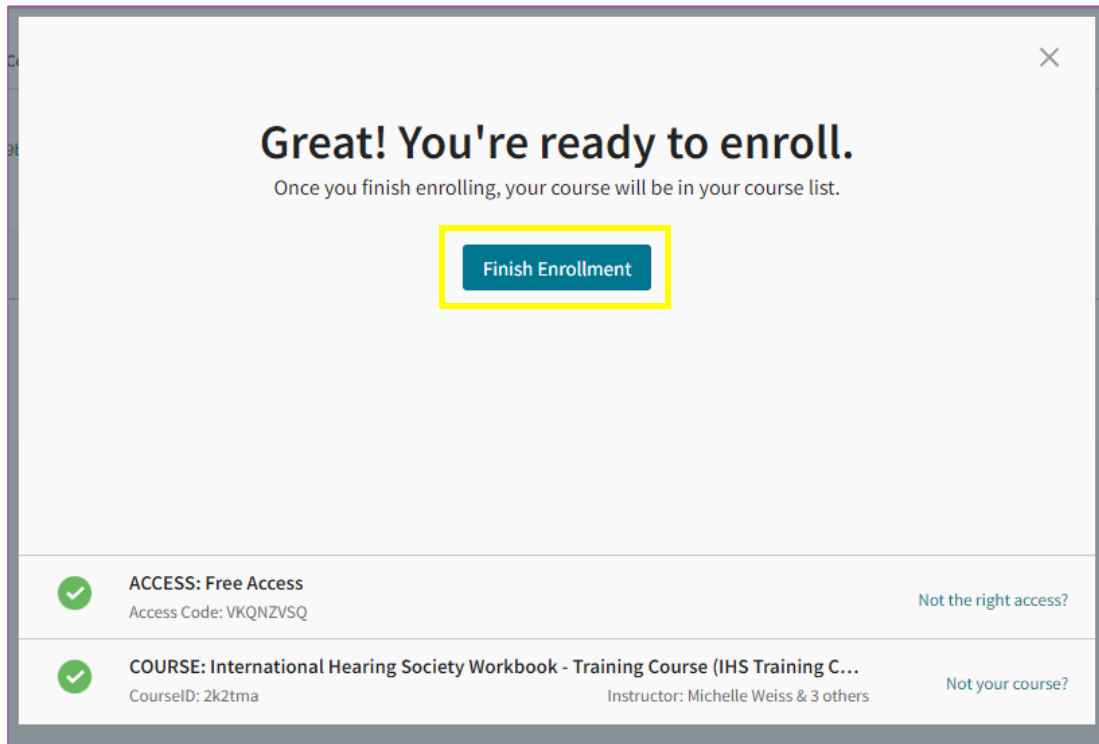 Great! You're ready to enroll.
Once you finish enrolling, your course will be in your course list.
Finish Enrollment
ACCESS: Free Access
Access Code: VKQNZVSQ
Not the right access?
COURSE: International Hearing Society Workbook - Training Course (IHS Training C...
CourseID: 2k2tma
Instructor: Michelle Weiss & 3 others
Not your course?